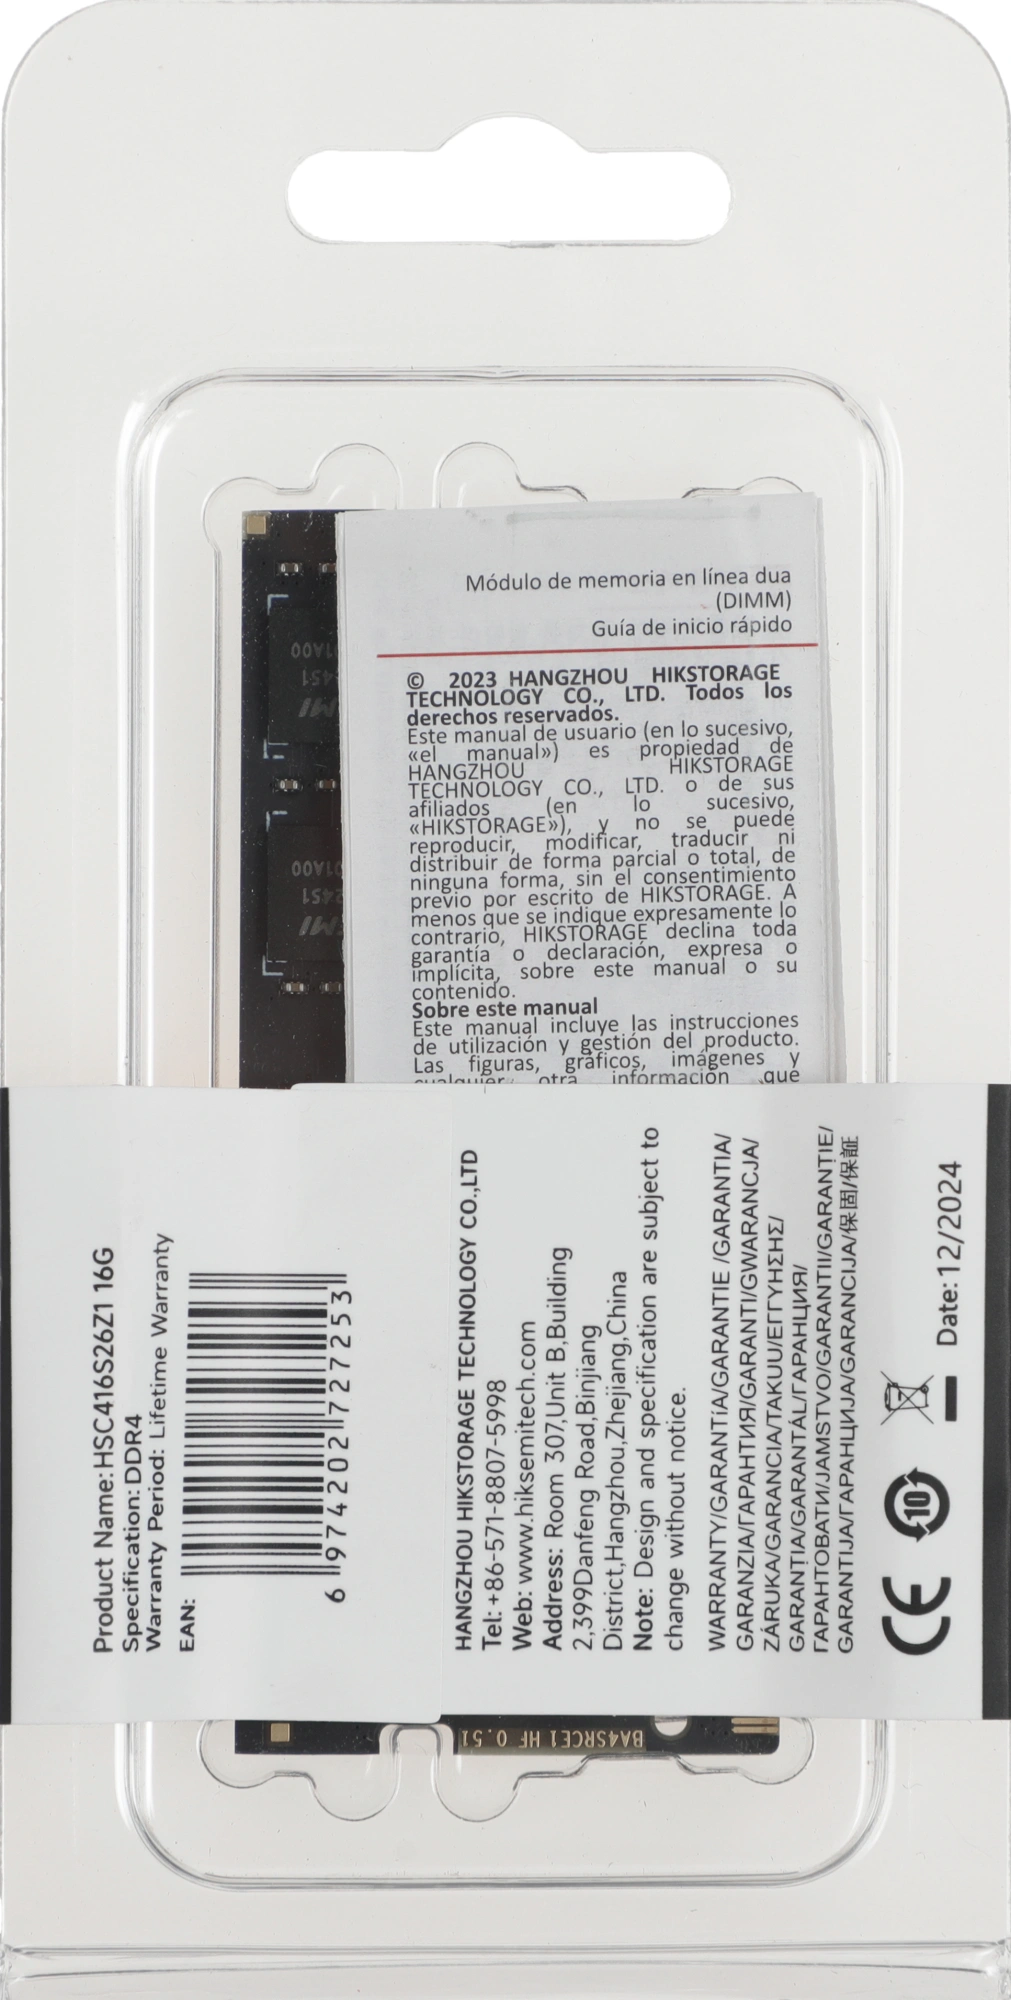 Módulo de memoria en línea dua
(DIMM)
Guía de inicio rápido
© 2023 HANGZHOU HIKSTORAGE
TECHNOLOGY CO., LTD. Todos los
derechos reservados.
Este manual de usuario (en lo sucesivo,
«el manual») es propiedad de
HANGZHOU HIKSTORAGE
TECHNOLOGY CO., LTD. o de sus
afiliados (en lo sucesivo,
«HIKSTORAGE»), y no se puede
reproducir, modificar, traducir ni
distribuir de forma parcial o total, de
ninguna forma, sin el consentimiento
previo por escrito de HIKSTORAGE. A
menos que se indique expresamente lo
contrario, HIKSTORAGE declina toda
garantía o declaración, expresa o
implícita, sobre este manual o su
contenido.
Sobre este manual
Este manual incluye las instrucciones
de utilización y gestión del producto.
Las figuras, gráficos, imágenes y
cualquier otra información que
Product Name:HSC416S26Z1 16G
Specification:DDR4
Warranty Period: Lifetime Warranty
EAN:
6 974202 727253
HANGZHOU HIKSTORAGE TECHNOLOGY CO.,LTD
Tel:+86-571-8807-5998
Web: www.hiksemitech.com
Address: Room 307,Unit B,Building
2,399Danfeng Road,Binjiang
District,Hangzhou,Zhejiang,China
Note: Design and specification are subject to
change without notice.
WARRANTY/GARANTiA/GARANTIE /GARANTIA/
GARANZIA/ГАРАНТИЯ/GARANTI/GWARANCJA/
ZÁRUKA/GARANCIA/TAKUU/ΕΓΓΥΗΣΗΣ/
GARANȚIA/GARANTÁL/ГАРАНЦИЯ/
ГАРАНТОВАТИ/JAMSTVO/GARANTII/GARANTIE/
GARANTIJA/ГАРАНЦИЈА/GARANCIJA/保固/保証
CE
10
Date: 12/2024
BA4SRCE1 HF 0.51